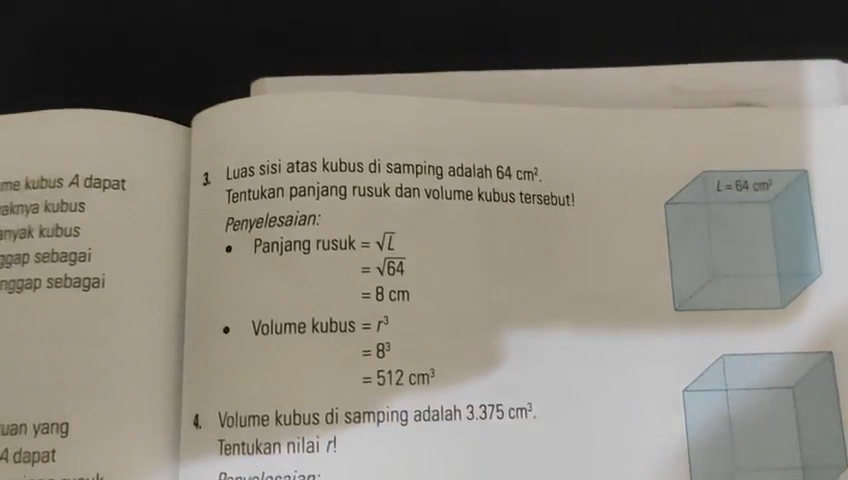 me kubus A dapat
aknya kubus
anyak kubus
ggap sebagai
nggap sebagai
uan yang
A dapat
3. Luas sisi atas kubus di samping adalah 64 cm².
Tentukan panjang rusuk dan volume kubus tersebut!
Penyelesaian:
• Panjang rusuk = √L
= √64
= 8 cm
• Volume kubus = r³
= 8³
= 512 cm³
L = 64 cm²
4. Volume kubus di samping adalah 3.375 cm³.
Tentukan nilai r!
Penyelesaian: